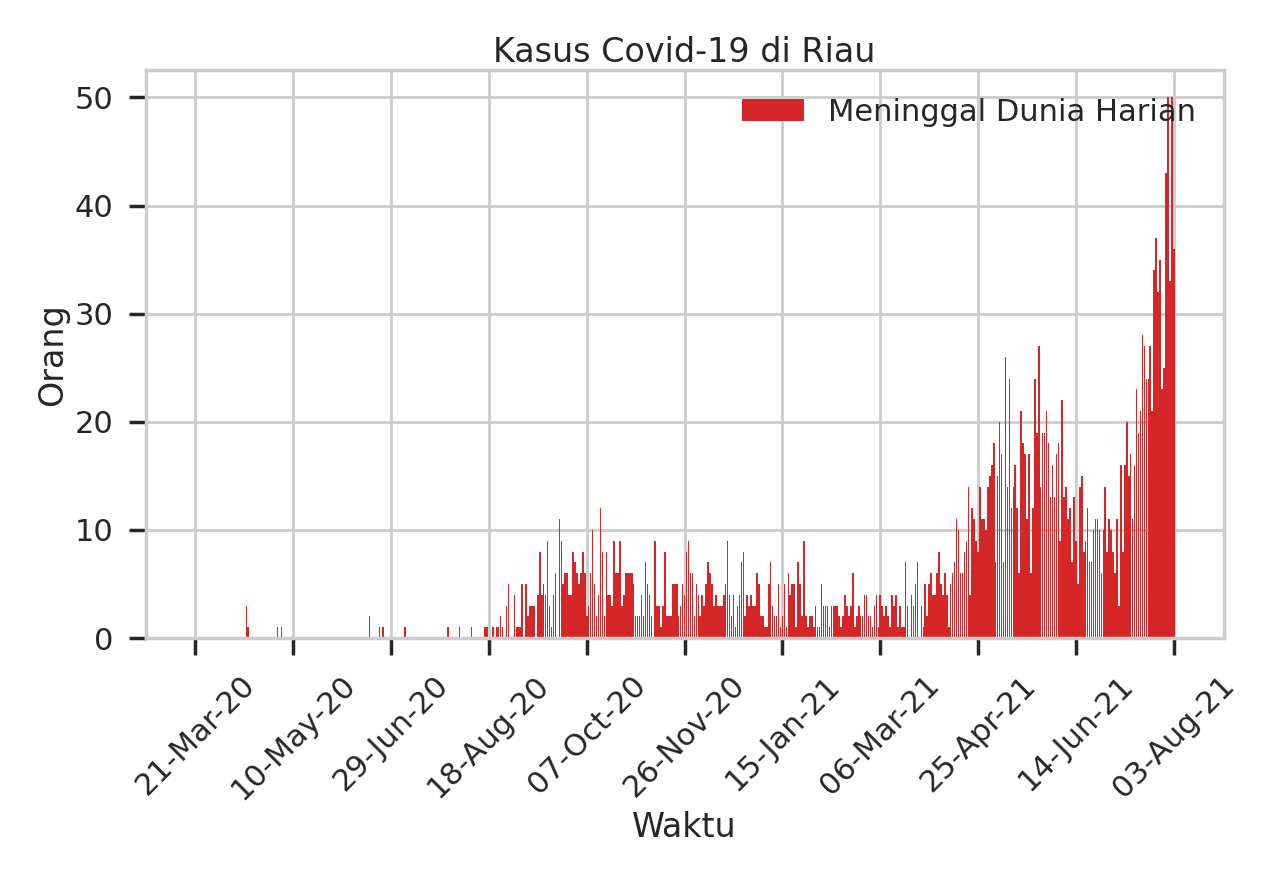 Kasus Covid-19 di Riau
Meninggal Dunia Harian
Orang
50
40
30
20
10
0
21-Mar-20
10-May-20
29-Jun-20
18-Aug-20
07-Oct-20
26-Nov-20
15-Jan-21
06-Mar-21
25-Apr-21
14-Jun-21
03-Aug-21
Waktu